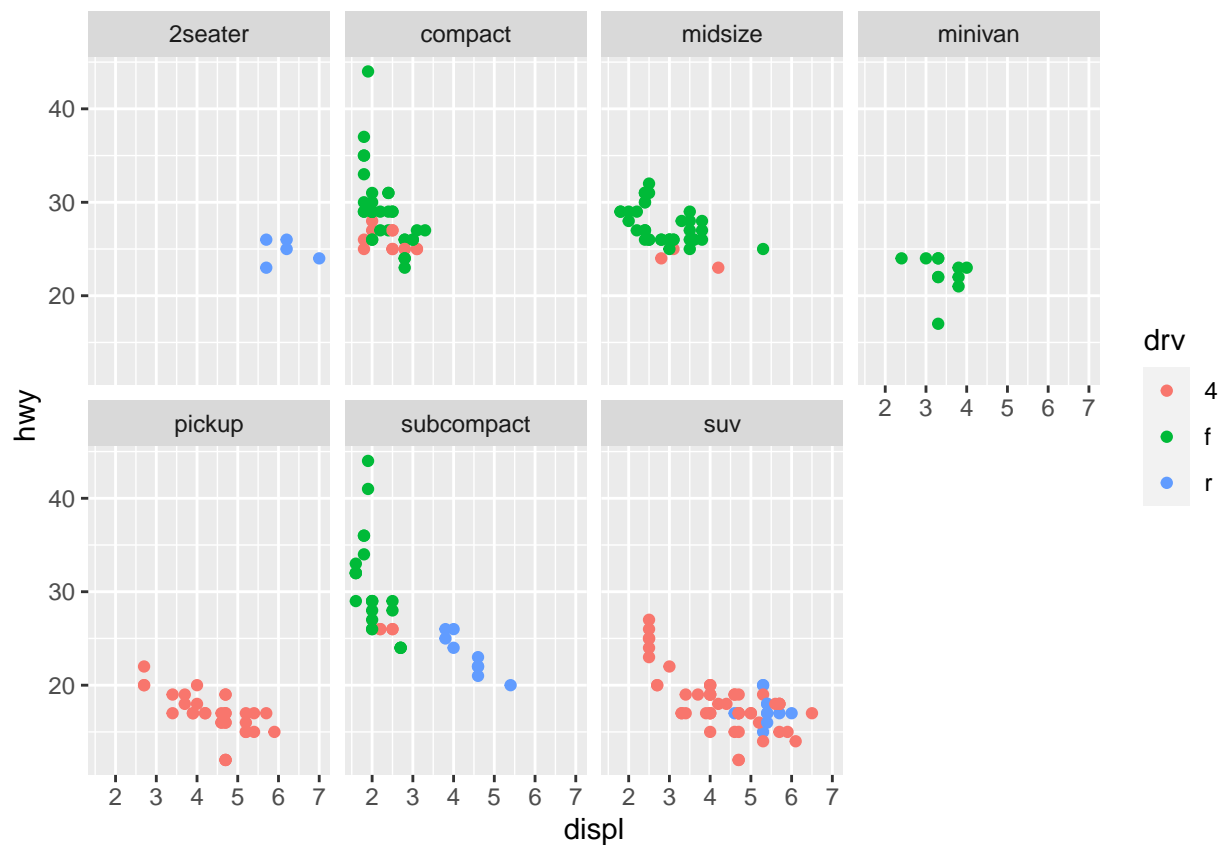 2seater compact midsize minivan
40
30
20
2 3 4 5 6 7
hwy
pickup subcompact suv
40
30
20
2 3 4 5 6 7 2 3 4 5 6 7 2 3 4 5 6 7
displ
drv
4
f
r